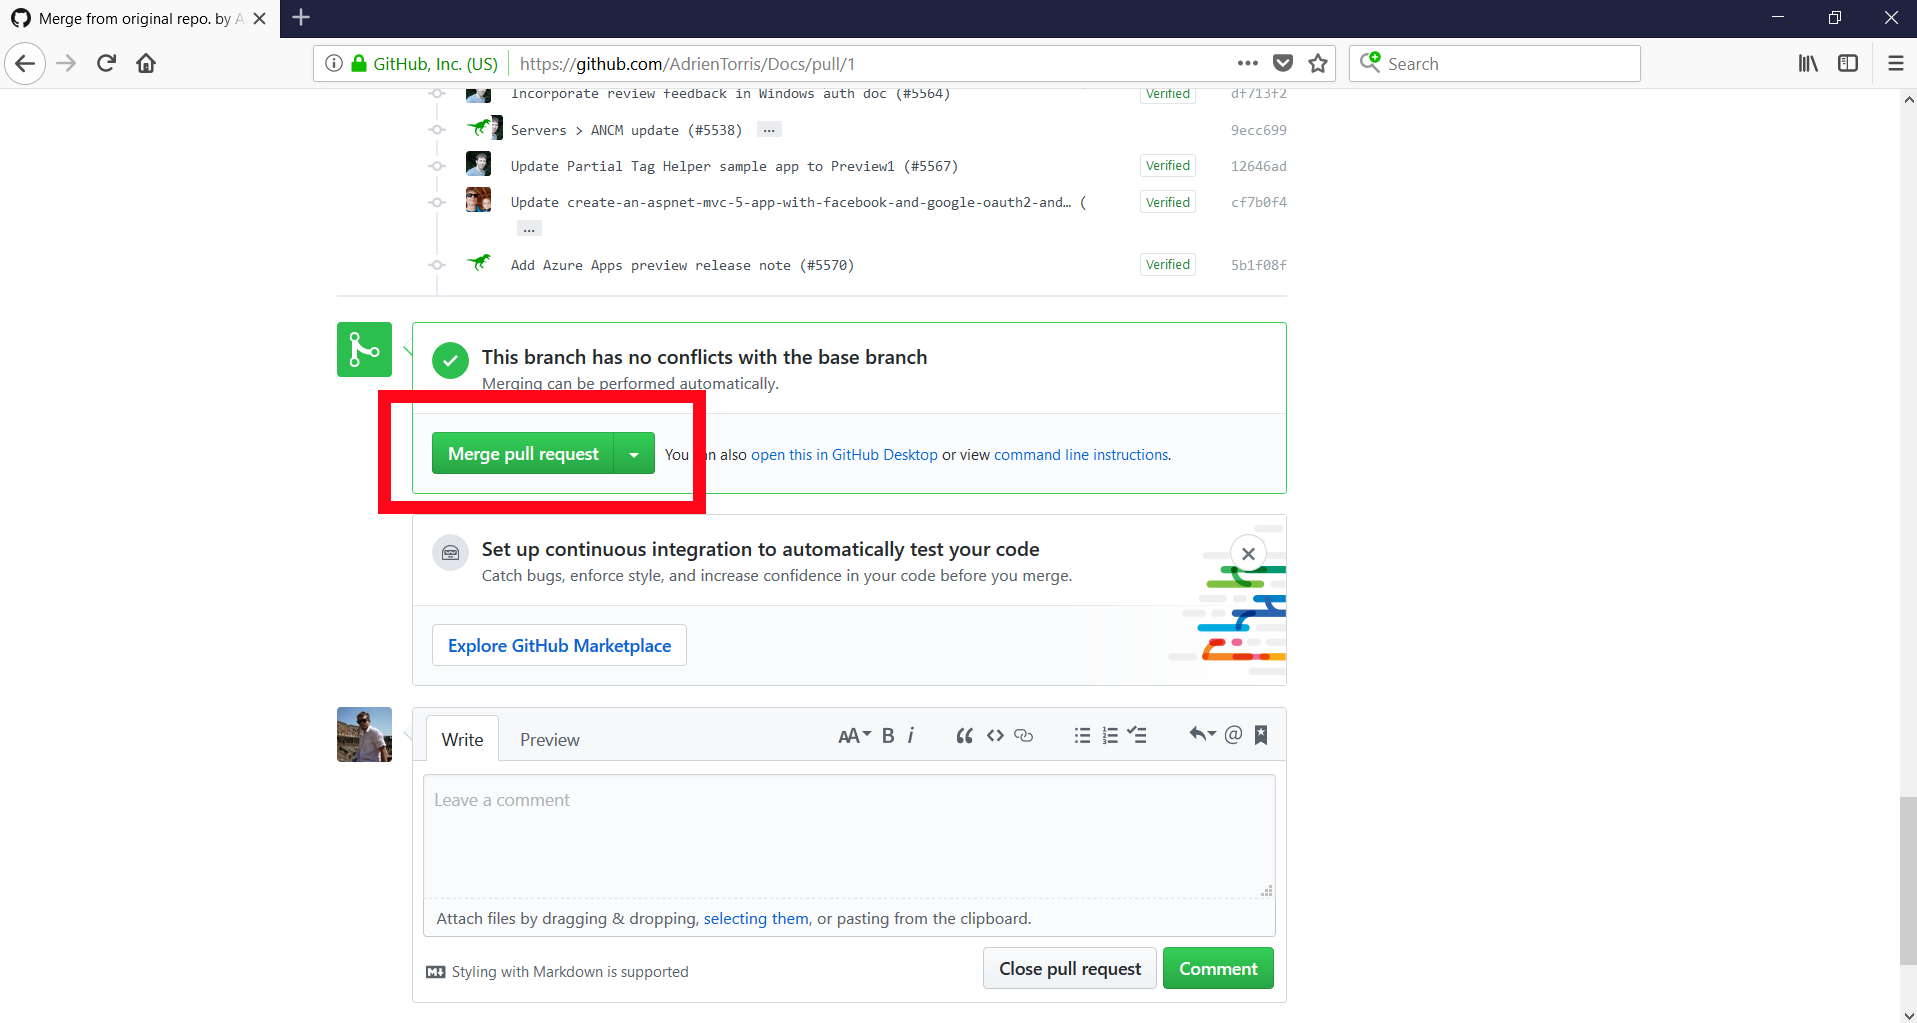 Merge from original repo. by A
GitHub, Inc. (US)
https://github.com/AdrienTorris/Docs/pull/1
Search
Incorporate review feedback in Windows auth doc (#5564)
Verified
df713f2
Servers > ANCM update (#5538) …
9ecc699
Update Partial Tag Helper sample app to Preview1 (#5567)
Verified
12646ad
Update create-an-aspnet-mvc-5-app-with-facebook-and-google-oauth2-and… (
…
Verified
cf7b0f4
Add Azure Apps preview release note (#5570)
Verified
5b1f08f
This branch has no conflicts with the base branch
Merging can be performed automatically.
Merge pull request
You n also open this in GitHub Desktop or view command line instructions.
Set up continuous integration to automatically test your code
Catch bugs, enforce style, and increase confidence in your code before you merge.
Explore GitHub Marketplace
Write
Preview
AA B i
Leave a comment
Attach files by dragging & dropping, selecting them, or pasting from the clipboard.
Styling with Markdown is supported
Close pull request
Comment